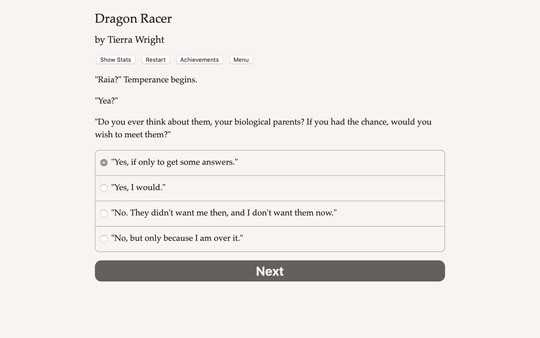 Dragon Racer
by Tierra Wright
Show Stats Restart Achievements Menu
"Raia?" Temperance begins.
"Yea?"
"Do you ever think about them, your biological parents? If you had the chance, would you
wish to meet them?"
"Yes, if only to get some answers."
"Yes, I would."
"No. They didn't want me then, and I don't want them now."
"No, but only because I am over it."
Next